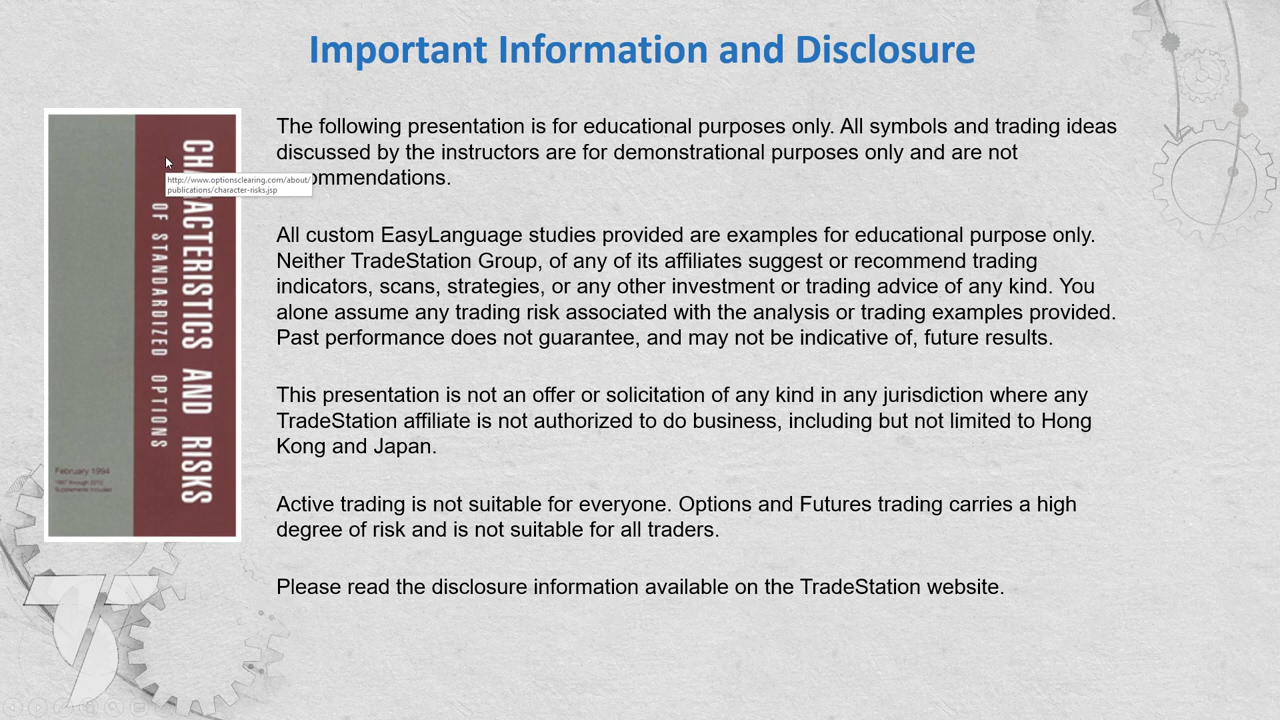 Important Information and Disclosure
The following presentation is for educational purposes only. All symbols and trading ideas
discussed by the instructors are for demonstrational purposes only and are not
ommendations.
http://www.optionsclearing.com/about/
publications/character-risks.jsp
All custom EasyLanguage studies provided are examples for educational purpose only.
Neither TradeStation Group, of any of its affiliates suggest or recommend trading
indicators, scans, strategies, or any other investment or trading advice of any kind. You
alone assume any trading risk associated with the analysis or trading examples provided.
Past performance does not guarantee, and may not be indicative of, future results.
This presentation is not an offer or solicitation of any kind in any jurisdiction where any
TradeStation affiliate is not authorized to do business, including but not limited to Hong
Kong and Japan.
Active trading is not suitable for everyone. Options and Futures trading carries a high
degree of risk and is not suitable for all traders.
Please read the disclosure information available on the TradeStation website.
CHARACTERISTICS AND RISKS
OF STANDARDIZED OPTIONS
February 1994
Supplements Included